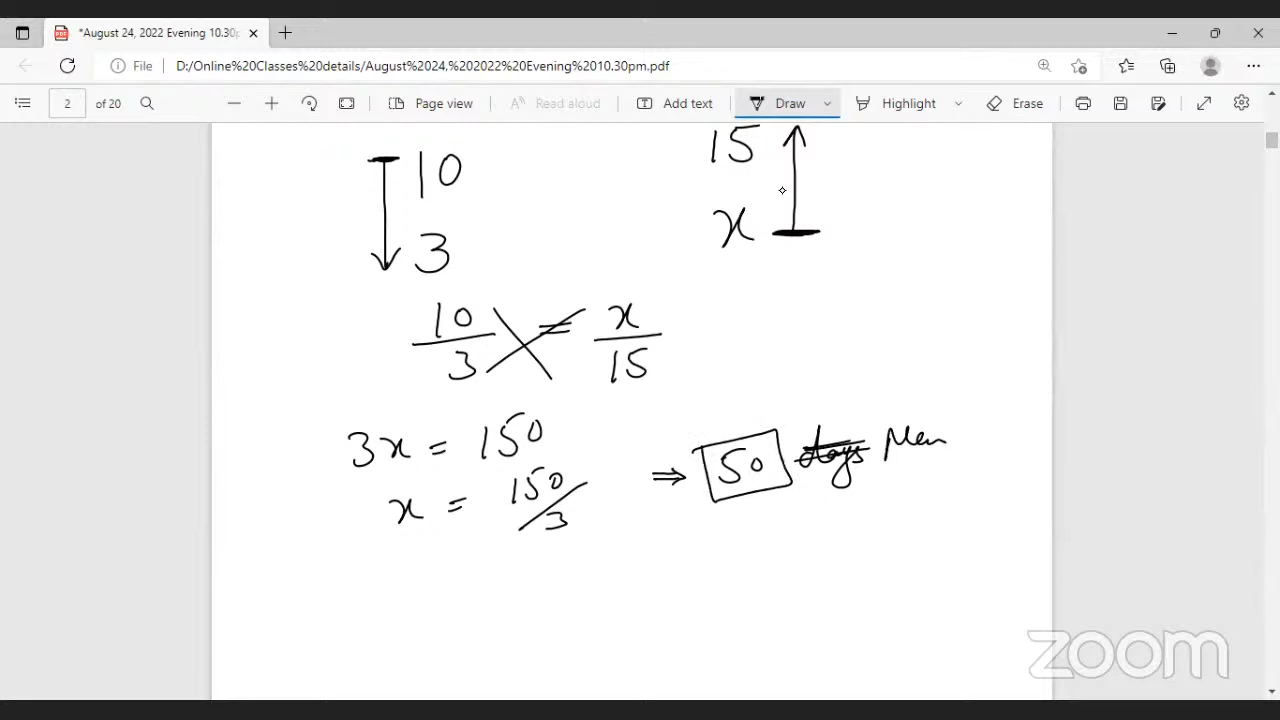 *August 24, 2022 Evening 10.30p
File D:/Online%20Classes%20details/August%2024,%202022%20Evening%2010.30pm.pdf
2 of 20 Page view Read aloud Add text Draw Highlight Erase
10 15
3 x
10/3 = x/15
3x = 150
x = 150/3 ⇒ 50 days Men
zoom